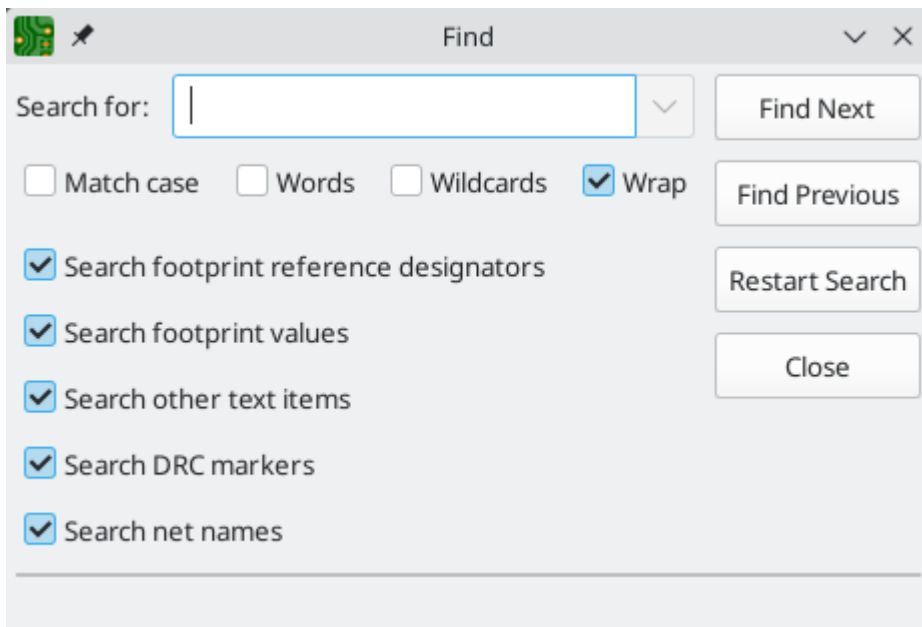 Find
Search for:
Find Next
Match case Words Wildcards Wrap
Find Previous
Search footprint reference designators
Restart Search
Search footprint values
Close
Search other text items
Search DRC markers
Search net names